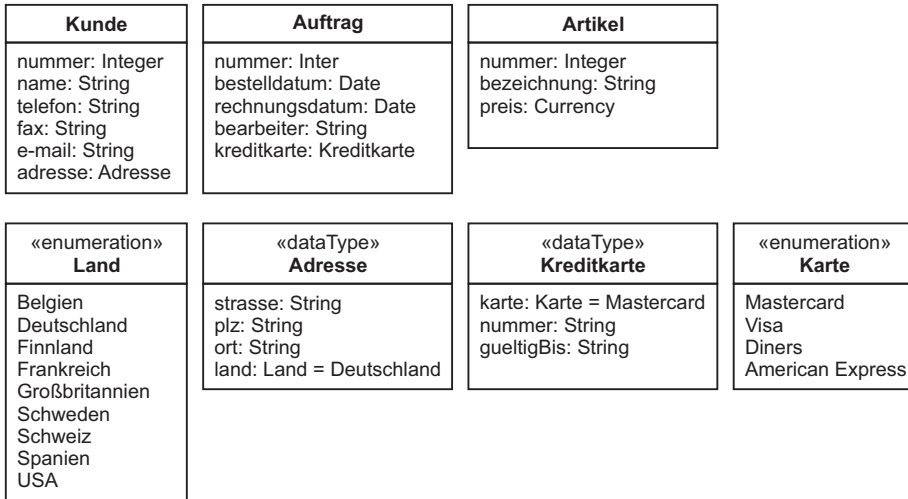 Kunde
nummer: Integer
name: String
telefon: String
fax: String
e-mail: String
adresse: Adresse
Auftrag
nummer: Inter
bestelldatum: Date
rechnungsdatum: Date
bearbeiter: String
kreditkarte: Kreditkarte
Artikel
nummer: Integer
bezeichnung: String
preis: Currency
«enumeration»
Land
Belgien
Deutschland
Finnland
Frankreich
Großbritannien
Schweden
Schweiz
Spanien
USA
«dataType»
Adresse
strasse: String
plz: String
ort: String
land: Land = Deutschland
«dataType»
Kreditkarte
karte: Karte = Mastercard
nummer: String
gueltigBis: String
«enumeration»
Karte
Mastercard
Visa
Diners
American Express